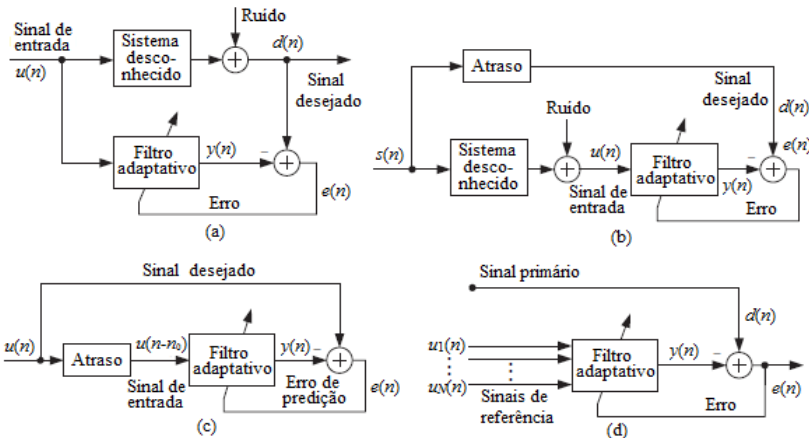 Ruído
Sinal de
entrada
u(n)
Sistema
desco-
nhecido
+
d(n)
Sinal
desejado
Filtro
adaptativo
y(n)
−
+
e(n)
Erro
(a)
Atraso
Sinal
desejado
d(n)
Ruído
s(n)
Sistema
desco-
nhecido
+
u(n)
Sinal de
entrada
Filtro
adaptativo
y(n)
−
+
e(n)
Erro
(b)
Sinal desejado
u(n)
Atraso
u(n-n0)
Sinal de
entrada
Filtro
adaptativo
y(n)
−
+
Erro de
predição
e(n)
(c)
Sinal primário
d(n)
u1(n)
uN(n)
Sinais de
referência
Filtro
adaptativo
y(n)
−
+
e(n)
Erro
(d)